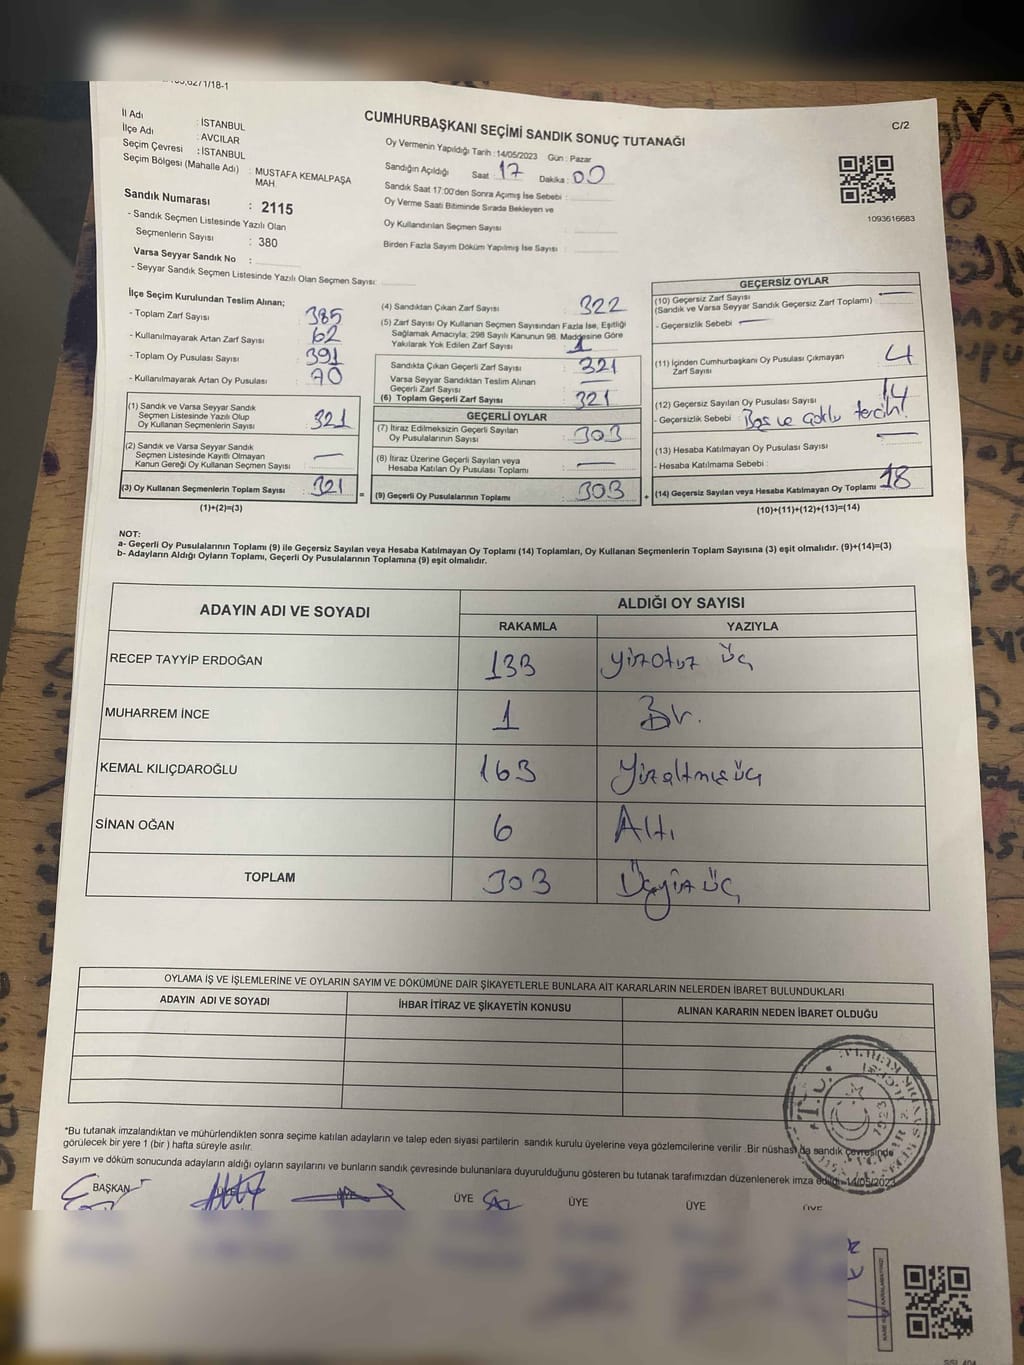 CUMHURBAŞKANI SEÇİMİ SANDIK SONUÇ TUTANAĞI
C/2
İl Adı : İSTANBUL
İlçe Adı : AVCILAR
Seçim Çevresi : İSTANBUL
Seçim Bölgesi (Mahalle Adı) : MUSTAFA KEMALPAŞA
MAH.
Sandık Numarası : 2115
- Sandık Seçmen Listesinde Yazılı Olan
Seçmenlerin Sayısı : 380
Varsa Seyyar Sandık No :
- Seyyar Sandık Seçmen Listesinde Yazılı Olan Seçmen Sayısı:
Oy Vermenin Yapıldığı Tarih : 14/05/2023 Gün : Pazar
Sandığın Açıldığı Saat : 17 Dakika : 00
Sandık Saat 17:00'den Sonra Açımış İse Sebebi :
Oy Verme Saati Bitiminde Sırada Bekleyen ve
Oy Kullandırılan Seçmen Sayısı :
Birden Fazla Sayım Döküm Yapılmış İse Sayısı :
1093616683
İlçe Seçim Kurulundan Teslim Alınan;
- Toplam Zarf Sayısı : 385
- Kullanılmayarak Artan Zarf Sayısı : 62
- Toplam Oy Pusulası Sayısı : 391
- Kullanılmayarak Artan Oy Pusulası : 70
(1) Sandık ve Varsa Seyyar Sandık
Seçmen Listesinde Yazılı Olup
Oy Kullanan Seçmenlerin Sayısı : 321
(2) Sandık ve Varsa Seyyar Sandık
Seçmen Listesinde Kayıtlı Olmayan
Kanun Gereği Oy Kullanan Seçmen Sayısı : —
(3) Oy Kullanan Seçmenlerin Toplam Sayısı : 321
(1)+(2)=(3)
(4) Sandıktan Çıkan Zarf Sayısı : 322
(5) Zarf Sayısı Oy Kullanan Seçmen Sayısından Fazla İse, Eşitliği
Sağlamak Amacıyla, 298 Sayılı Kanunun 98. Maddesine Göre
Yakılarak Yok Edilen Zarf Sayısı : 1
Sandıkta Çıkan Geçerli Zarf Sayısı : 321
Varsa Seyyar Sandıktan Teslim Alınan
Geçerli Zarf Sayısı : —
(6) Toplam Geçerli Zarf Sayısı : 321
GEÇERLİ OYLAR
(7) İtiraz Edilmeksizin Geçerli Sayılan
Oy Pusulalarının Sayısı : 303
(8) İtiraz Üzerine Geçerli Sayılan veya
Hesaba Katılan Oy Pusulası Toplamı : —
(9) Geçerli Oy Pusulalarının Toplamı : 303
GEÇERSİZ OYLAR
(10) Geçersiz Zarf Sayısı : —
(Sandık ve Varsa Seyyar Sandık Geçersiz Zarf Toplamı)
- Geçersizlik Sebebi : —
(11) İçinden Cumhurbaşkanı Oy Pusulası Çıkmayan
Zarf Sayısı : 4
(12) Geçersiz Sayılan Oy Pusulası Sayısı : 14
- Geçersizlik Sebebi : Boş ve Çoklu tercih
(13) Hesaba Katılmayan Oy Pusulası Sayısı : —
- Hesaba Katılmama Sebebi :
(14) Geçersiz Sayılan veya Hesaba Katılmayan Oy Toplamı : 18
(10)+(11)+(12)+(13)=(14)
NOT:
a- Geçerli Oy Pusulalarının Toplamı (9) ile Geçersiz Sayılan veya Hesaba Katılmayan Oy Toplamı (14) Toplamları, Oy Kullanan Seçmenlerin Toplam Sayısına (3) eşit olmalıdır. (9)+(14)=(3)
b- Adayların Aldığı Oyların Toplamı, Geçerli Oy Pusulalarının Toplamına (9) eşit olmalıdır.
ADAYIN ADI VE SOYADI ALDIĞI OY SAYISI
RAKAMLA YAZIYLA
RECEP TAYYİP ERDOĞAN 133 Yüzotuz üç
MUHARREM İNCE 1 Bir.
KEMAL KILIÇDAROĞLU 163 Yüzaltmışüç
SİNAN OĞAN 6 Altı
TOPLAM 303 Üçyüz üç
OYLAMA İŞ VE İŞLEMLERİNE VE OYLARIN SAYIM VE DÖKÜMÜNE DAİR ŞİKAYETLERLE BUNLARA AİT KARARLARIN NELERDEN İBARET BULUNDUKLARI
ADAYIN ADI VE SOYADI İHBAR İTİRAZ VE ŞİKAYETİN KONUSU ALINAN KARARIN NEDEN İBARET OLDUĞU
*Bu tutanak imzalandıktan ve mühürlendikten sonra seçime katılan adayların ve talep eden siyasi partilerin sandık kurulu üyelerine veya gözlemcilerine verilir. Bir nüshası da sandık çevresinde
görülecek bir yere 1 (bir) hafta süreyle asılır.
Sayım ve döküm sonucunda adayların aldığı oyların sayılarını ve bunların sandık çevresinde bulunanlara duyurulduğunu gösteren bu tutanak tarafımızdan düzenlenerek imza edildi. 14/05/2023
BAŞKAN ÜYE ÜYE ÜYE ÜYE
T.C.
1923